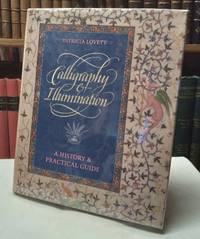 PATRICIA LOVETT
Calligraphy
&
Illumination
A HISTORY &
PRACTICAL GUIDE